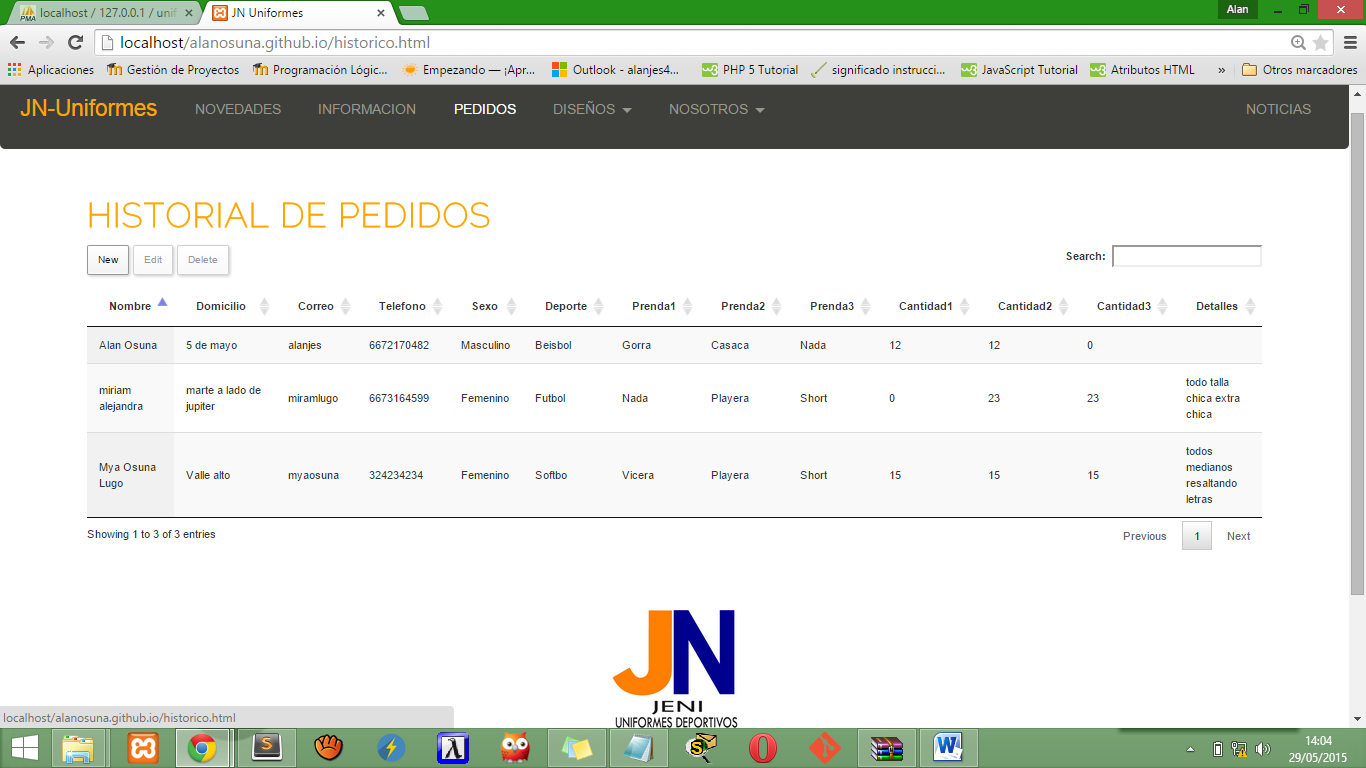 localhost / 127.0.0.1 / unif
JN Uniformes
Alan
localhost/alanosuna.github.io/historico.html
Aplicaciones
Gestión de Proyectos
Programación Lógic...
Empezando — ¡Apr...
Outlook - alanjes4...
PHP 5 Tutorial
significado instrucci...
JavaScript Tutorial
Atributos HTML
»
Otros marcadores
JN-Uniformes NOVEDADES INFORMACION PEDIDOS DISEÑOS NOSOTROS NOTICIAS
HISTORIAL DE PEDIDOS
New Edit Delete Search:
Nombre Domicilio Correo Telefono Sexo Deporte Prenda1 Prenda2 Prenda3 Cantidad1 Cantidad2 Cantidad3 Detalles
Alan Osuna 5 de mayo alanjes 6672170482 Masculino Beisbol Gorra Casaca Nada 12 12 0
miriam
alejandra
marte a lado de
jupiter
miramlugo 6673164599 Femenino Futbol Nada Playera Short 0 23 23
todo talla
chica extra
chica
Mya Osuna
Lugo
Valle alto myaosuna 324234234 Femenino Softbo Vicera Playera Short 15 15 15
todos
medianos
resaltando
letras
Showing 1 to 3 of 3 entries
Previous 1 Next
JN
JENI
UNIFORMES DEPORTIVOS
localhost/alanosuna.github.io/historico.html
14:04
29/05/2015